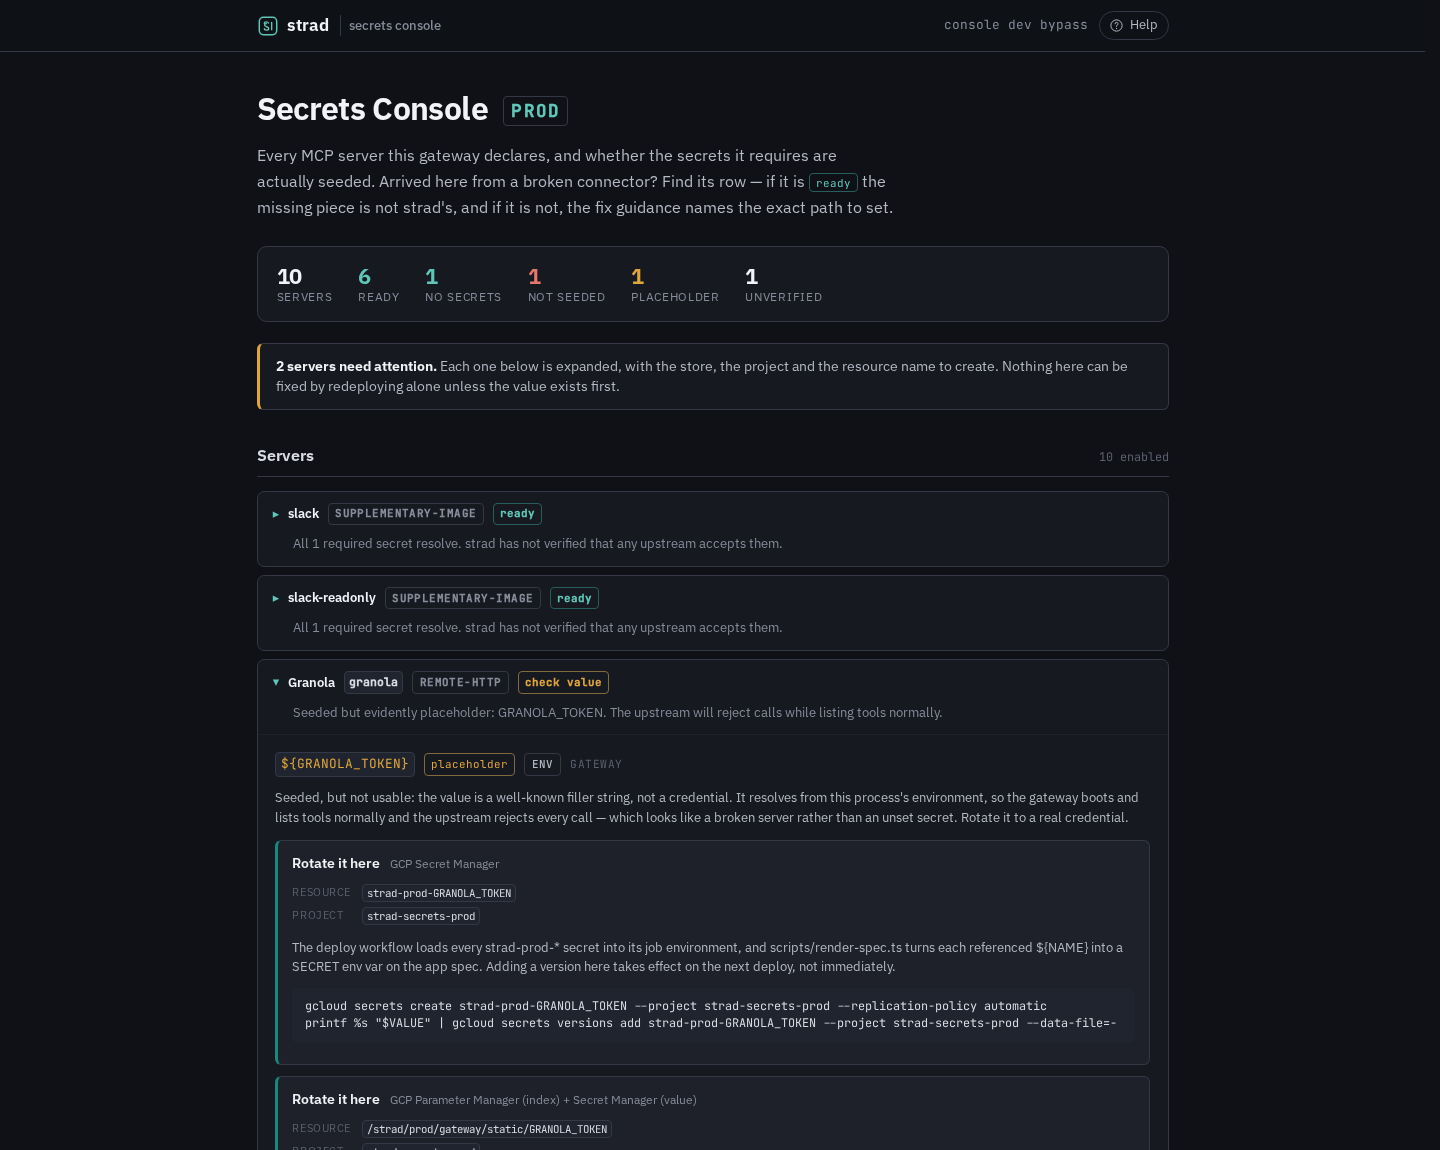 strad
secrets console
console dev bypass
Help
Secrets Console PROD
Every MCP server this gateway declares, and whether the secrets it requires are
actually seeded. Arrived here from a broken connector? Find its row — if it is ready the
missing piece is not strad's, and if it is not, the fix guidance names the exact path to set.
10 6 1 1 1 1
SERVERS READY NO SECRETS NOT SEEDED PLACEHOLDER UNVERIFIED
2 servers need attention. Each one below is expanded, with the store, the project and the resource name to create. Nothing here can be
fixed by redeploying alone unless the value exists first.
Servers 10 enabled
slack SUPPLEMENTARY-IMAGE ready
All 1 required secret resolve. strad has not verified that any upstream accepts them.
slack-readonly SUPPLEMENTARY-IMAGE ready
All 1 required secret resolve. strad has not verified that any upstream accepts them.
Granola granola REMOTE-HTTP check value
Seeded but evidently placeholder: GRANOLA_TOKEN. The upstream will reject calls while listing tools normally.
${GRANOLA_TOKEN} placeholder ENV GATEWAY
Seeded, but not usable: the value is a well-known filler string, not a credential. It resolves from this process's environment, so the gateway boots and
lists tools normally and the upstream rejects every call — which looks like a broken server rather than an unset secret. Rotate it to a real credential.
Rotate it here GCP Secret Manager
RESOURCE strad-prod-GRANOLA_TOKEN
PROJECT strad-secrets-prod
The deploy workflow loads every strad-prod-* secret into its job environment, and scripts/render-spec.ts turns each referenced ${NAME} into a
SECRET env var on the app spec. Adding a version here takes effect on the next deploy, not immediately.
gcloud secrets create strad-prod-GRANOLA_TOKEN --project strad-secrets-prod --replication-policy automatic
printf %s "$VALUE" | gcloud secrets versions add strad-prod-GRANOLA_TOKEN --project strad-secrets-prod --data-file=-
Rotate it here GCP Parameter Manager (index) + Secret Manager (value)
RESOURCE /strad/prod/gateway/static/GRANOLA_TOKEN